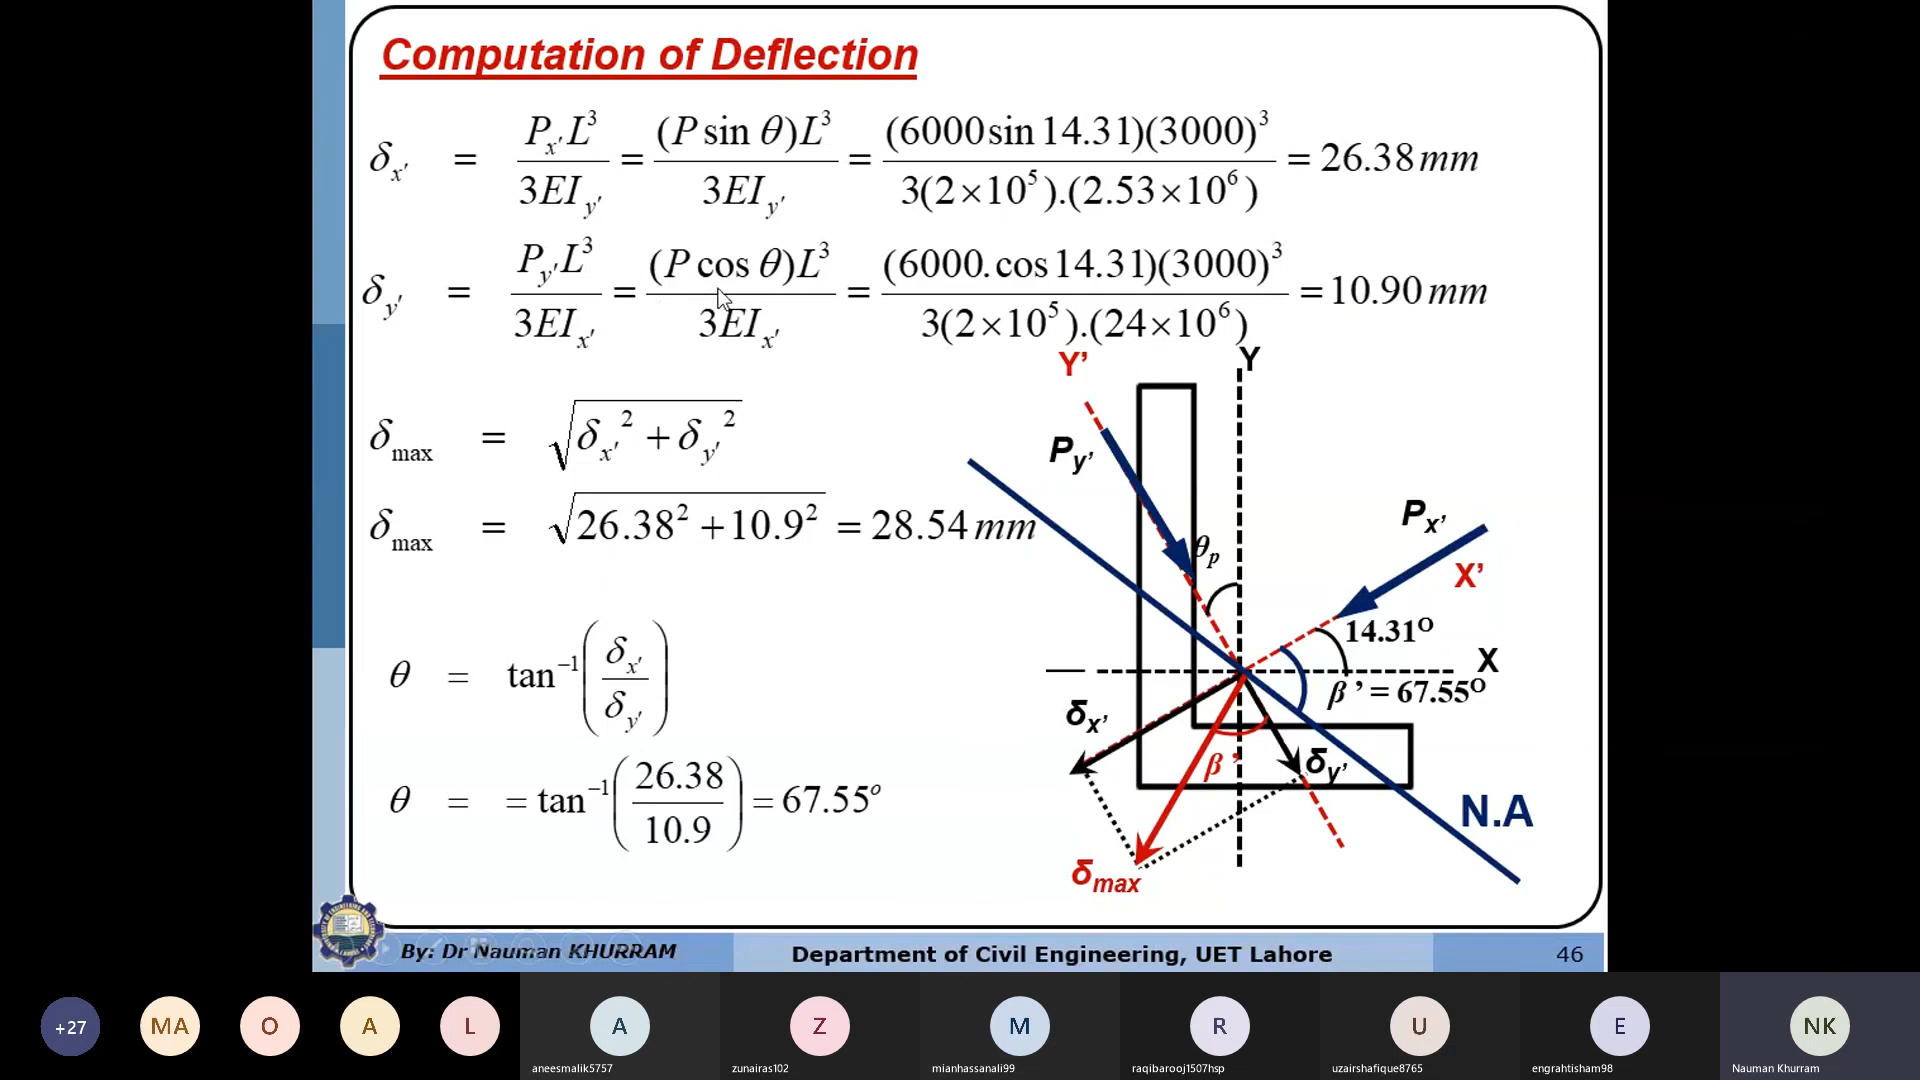 Computation of Deflection
δx' = Px'L³/3EIy' = (P sin θ)L³/3EIy' = (6000sin 14.31)(3000)³/3(2×10⁵).(2.53×10⁶) = 26.38 mm
δy' = Py'L³/3EIx' = (P cos θ)L³/3EIx' = (6000.cos 14.31)(3000)³/3(2×10⁵).(24×10⁶) = 10.90 mm
δmax = √(δx'² + δy'²)
δmax = √(26.38² + 10.9²) = 28.54 mm
θ = tan⁻¹(δx'/δy')
θ = = tan⁻¹(26.38/10.9) = 67.55°
Y'
Y
Py'
θp
Px'
X'
14.31ᴼ
X
β ' = 67.55ᴼ
δx'
β '
δy'
N.A
δmax
By: Dr Nauman KHURRAM
Department of Civil Engineering, UET Lahore
46
+27
MA
O
A
L
A
Z
M
R
U
E
NK
aneesmalik5757
zunairas102
mianhassanali99
raqibarooj1507hsp
uzairshafique8765
engrahtisham98
Nauman Khurram